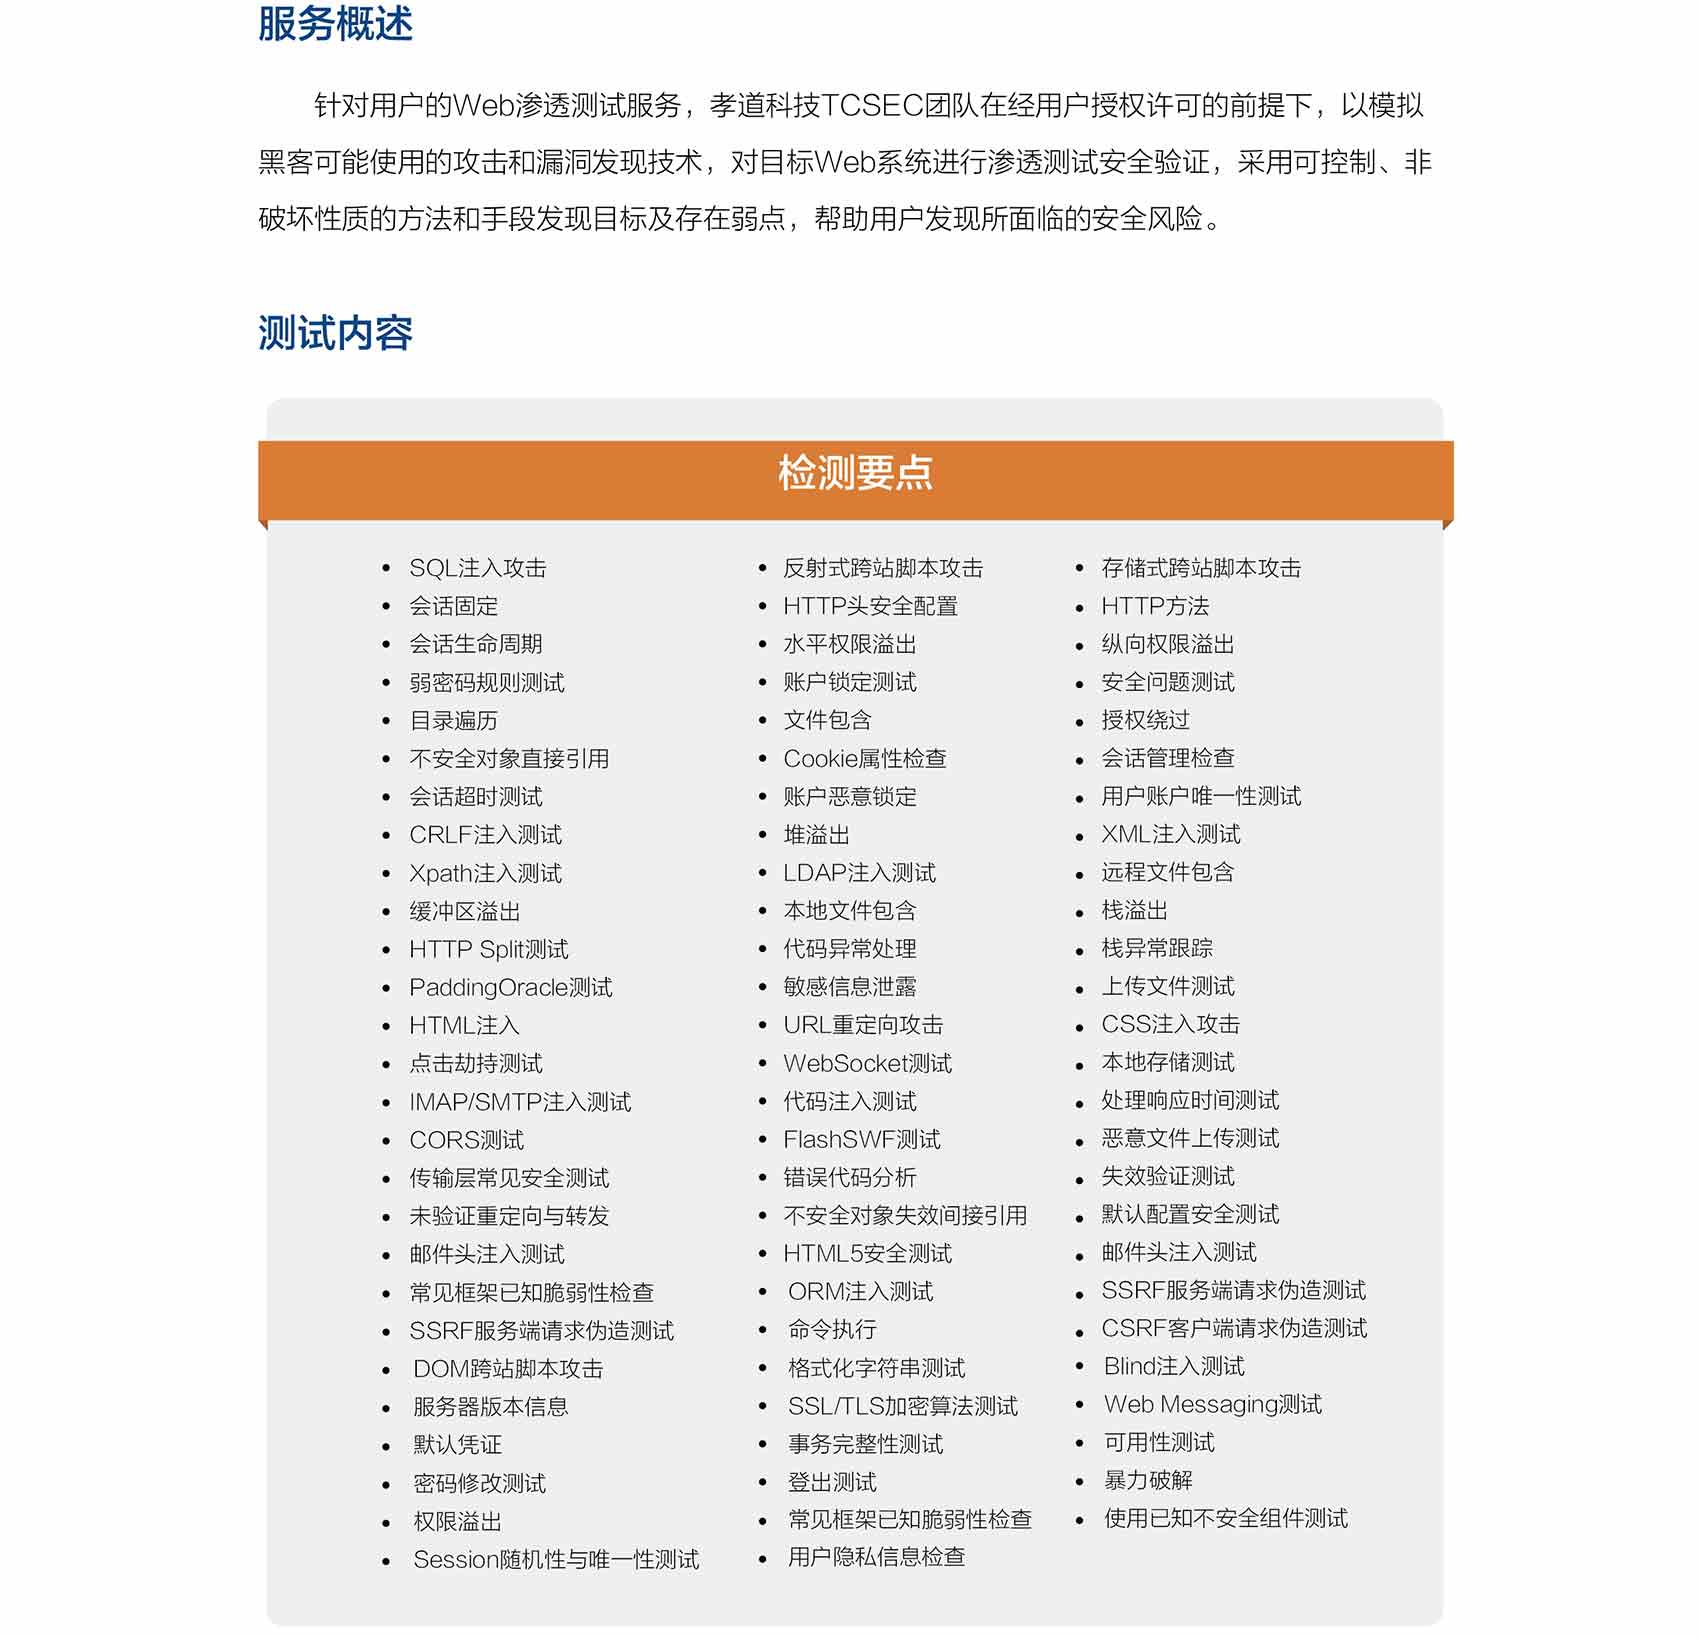 服务概述
针对用户的Web渗透测试服务，孝道科技TCSEC团队在经用户授权许可的前提下，以模拟
黑客可能使用的攻击和漏洞发现技术，对目标Web系统进行渗透测试安全验证，采用可控制、非
破坏性质的方法和手段发现目标及存在弱点，帮助用户发现所面临的安全风险。
测试内容
检测要点
• SQL注入攻击 • 反射式跨站脚本攻击 • 存储式跨站脚本攻击
• 会话固定 • HTTP头安全配置 • HTTP方法
• 会话生命周期 • 水平权限溢出 • 纵向权限溢出
• 弱密码规则测试 • 账户锁定测试 • 安全问题测试
• 目录遍历 • 文件包含 • 授权绕过
• 不安全对象直接引用 • Cookie属性检查 • 会话管理检查
• 会话超时测试 • 账户恶意锁定 • 用户账户唯一性测试
• CRLF注入测试 • 堆溢出 • XML注入测试
• Xpath注入测试 • LDAP注入测试 • 远程文件包含
• 缓冲区溢出 • 本地文件包含 • 栈溢出
• HTTP Split测试 • 代码异常处理 • 栈异常跟踪
• PaddingOracle测试 • 敏感信息泄露 • 上传文件测试
• HTML注入 • URL重定向攻击 • CSS注入攻击
• 点击劫持测试 • WebSocket测试 • 本地存储测试
• IMAP/SMTP注入测试 • 代码注入测试 • 处理响应时间测试
• CORS测试 • FlashSWF测试 • 恶意文件上传测试
• 传输层常见安全测试 • 错误代码分析 • 失效验证测试
• 未验证重定向与转发 • 不安全对象失效间接引用 • 默认配置安全测试
• 邮件头注入测试 • HTML5安全测试 • 邮件头注入测试
• 常见框架已知脆弱性检查 • ORM注入测试 • SSRF服务端请求伪造测试
• SSRF服务端请求伪造测试 • 命令执行 • CSRF客户端请求伪造测试
• DOM跨站脚本攻击 • 格式化字符串测试 • Blind注入测试
• 服务器版本信息 • SSL/TLS加密算法测试 • Web Messaging测试
• 默认凭证 • 事务完整性测试 • 可用性测试
• 密码修改测试 • 登出测试 • 暴力破解
• 权限溢出 • 常见框架已知脆弱性检查 • 使用已知不安全组件测试
• Session随机性与唯一性测试 • 用户隐私信息检查